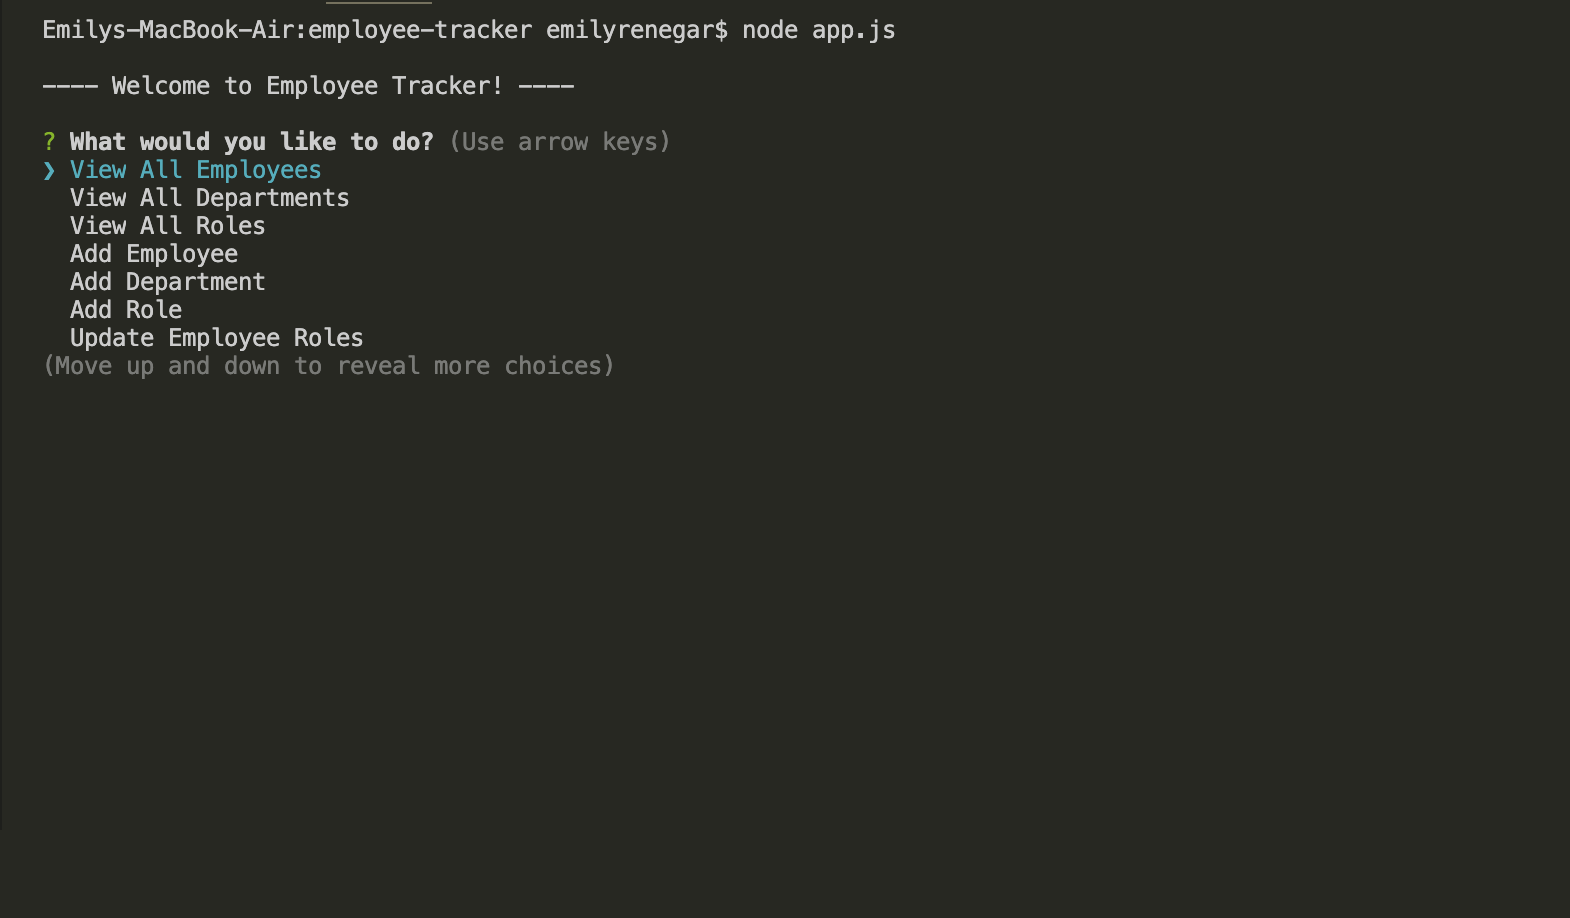 Emilys-MacBook-Air:employee-tracker emilyrenegar$ node app.js
---- Welcome to Employee Tracker! ----
? What would you like to do? (Use arrow keys)
❯ View All Employees
View All Departments
View All Roles
Add Employee
Add Department
Add Role
Update Employee Roles
(Move up and down to reveal more choices)